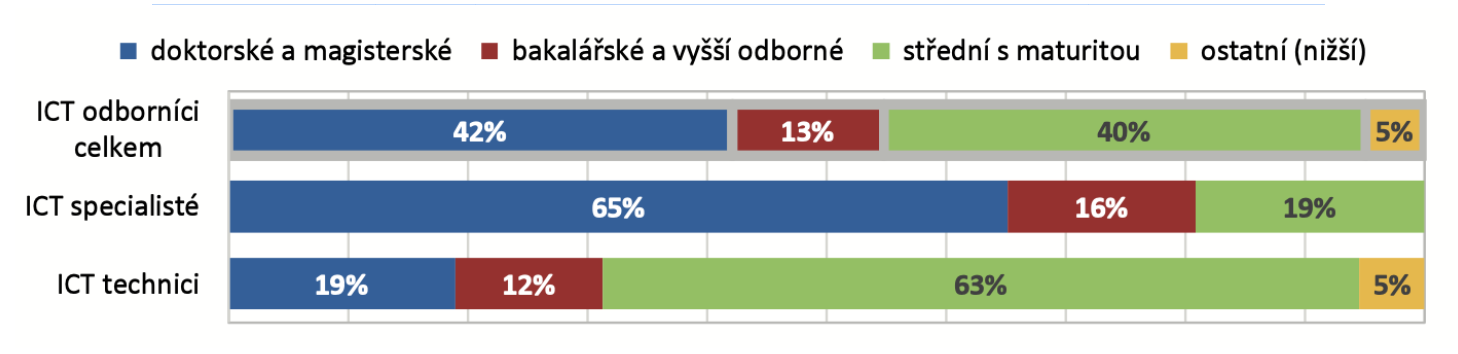 doktorské a magisterské bakalářské a vyšší odborné střední s maturitou ostatní (nižší)
ICT odborníci
celkem
42% 13% 40% 5%
ICT specialisté 65% 16% 19%
ICT technici 19% 12% 63% 5%